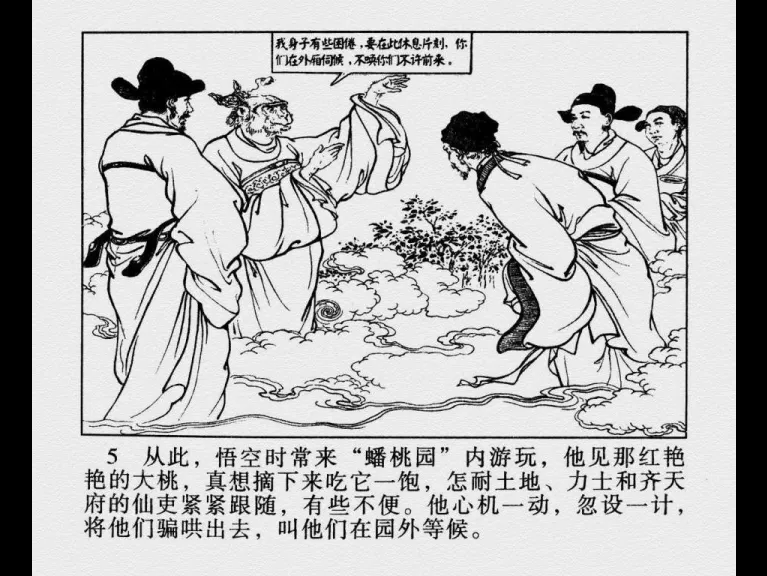 我身子有些困倦，要在此休息片刻，你
们在外厢伺候，不唤你们不许前来。
5 从此，悟空时常来“蟠桃园”内游玩，他见那红艳
艳的大桃，真想摘下来吃它一饱，怎耐土地、力士和齐天
府的仙吏紧紧跟随，有些不便。他心机一动，忽设一计，
将他们骗哄出去，叫他们在园外等候。